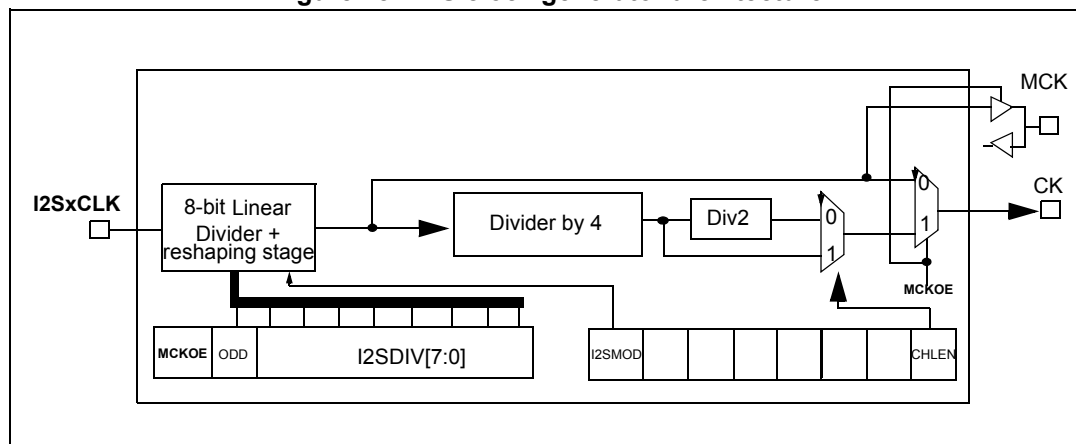 MCK
I2SxCLK
8-bit Linear
Divider +
reshaping stage
Divider by 4
Div2
0
1
0
1
CK
MCKOE
MCKOE
ODD
I2SDIV[7:0]
I2SMOD
CHLEN